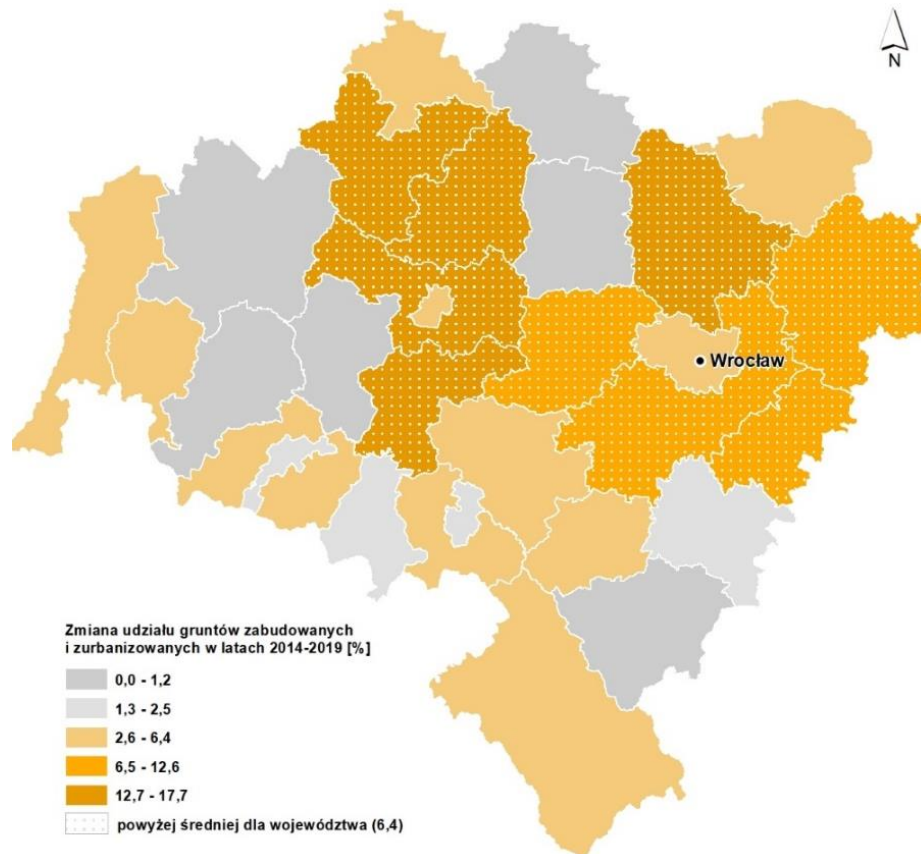 N
Wrocław
Zmiana udziału gruntów zabudowanych
i zurbanizowanych w latach 2014-2019 [%]
0,0 - 1,2
1,3 - 2,5
2,6 - 6,4
6,5 - 12,6
12,7 - 17,7
powyżej średniej dla województwa (6,4)